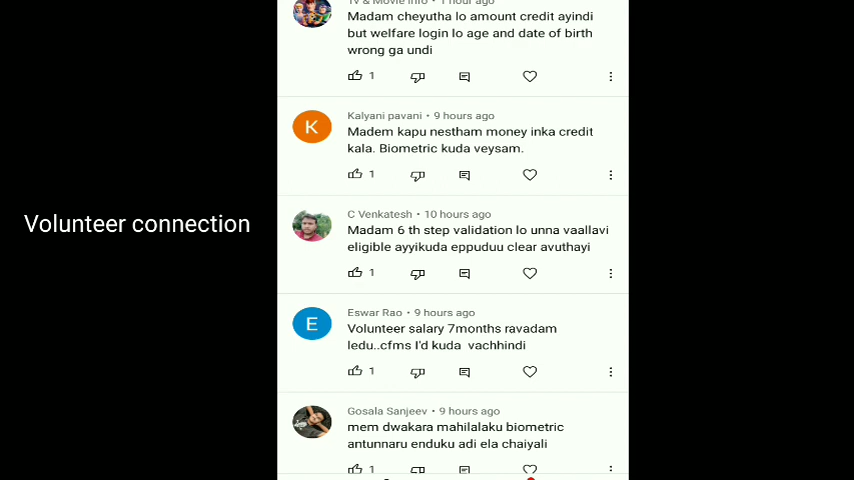 Tv & Movie info • 1 hour ago
Madam cheyutha lo amount credit ayindi
but welfare login lo age and date of birth
wrong ga undi
1
Kalyani pavani • 9 hours ago
Madem kapu nestham money inka credit
kala. Biometric kuda veysam.
1
Volunteer connection
C Venkatesh • 10 hours ago
Madam 6 th step validation lo unna vaallavi
eligible ayyikuda eppuduu clear avuthayi
1
Eswar Rao • 9 hours ago
Volunteer salary 7months ravadam
ledu..cfms I'd kuda vachhindi
1
Gosala Sanjeev • 9 hours ago
mem dwakara mahilalaku biometric
antunnaru enduku adi ela chaiyali
1